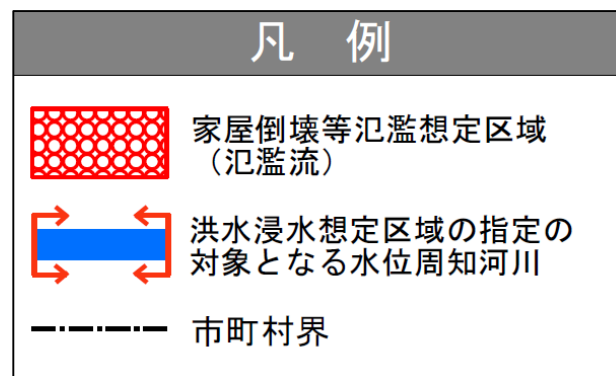 凡　例
家屋倒壊等氾濫想定区域
（氾濫流）
洪水浸水想定区域の指定の
対象となる水位周知河川
市町村界